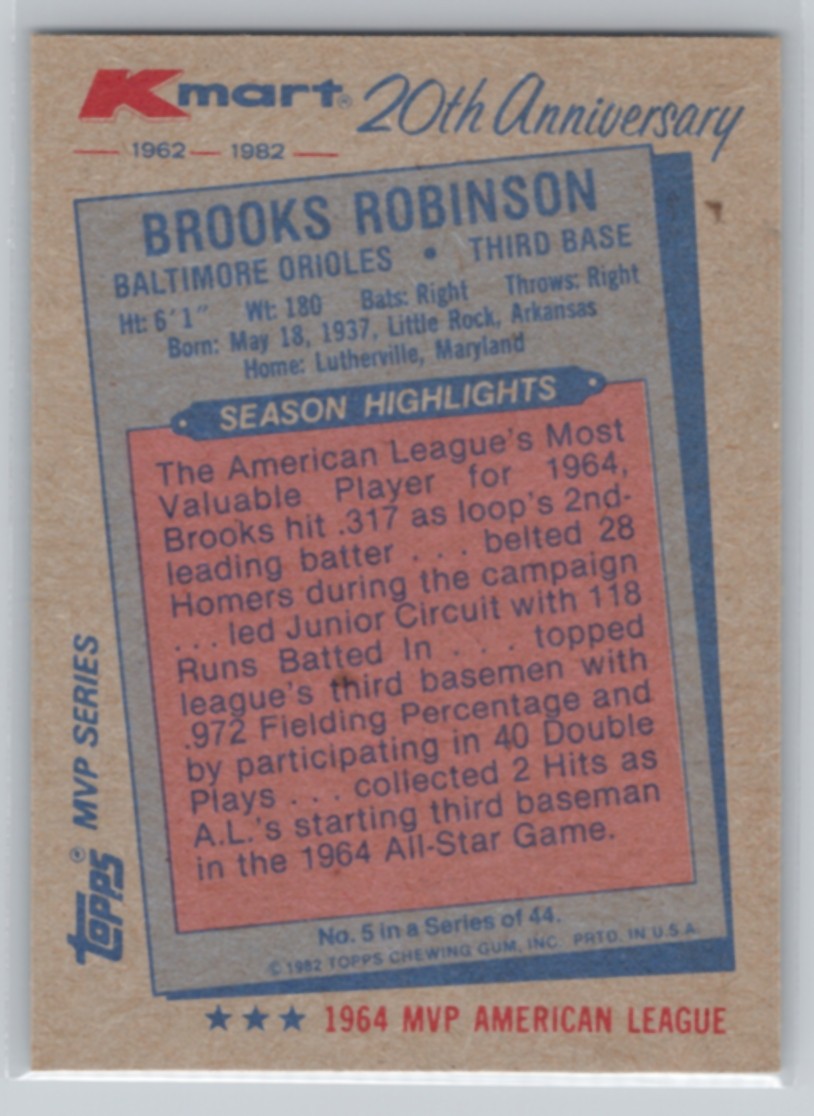 Kmart® 20th Anniversary
1962 — 1982
BROOKS ROBINSON
BALTIMORE ORIOLES • THIRD BASE
Ht: 6'1" Wt: 180 Bats: Right Throws: Right
Born: May 18, 1937, Little Rock, Arkansas
Home: Lutherville, Maryland
SEASON HIGHLIGHTS
The American League's Most
Valuable Player for 1964,
Brooks hit .317 as loop's 2nd-
leading batter . . . belted 28
Homers during the campaign
. . . led Junior Circuit with 118
Runs Batted In . . . topped
league's third basemen with
.972 Fielding Percentage and
by participating in 40 Double
Plays . . . collected 2 Hits as
A.L.'s starting third baseman
in the 1964 All-Star Game.
No. 5 in a Series of 44.
© 1982 TOPPS CHEWING GUM, INC. PRTD. IN U.S.A.
topps® MVP SERIES
★★★ 1964 MVP AMERICAN LEAGUE